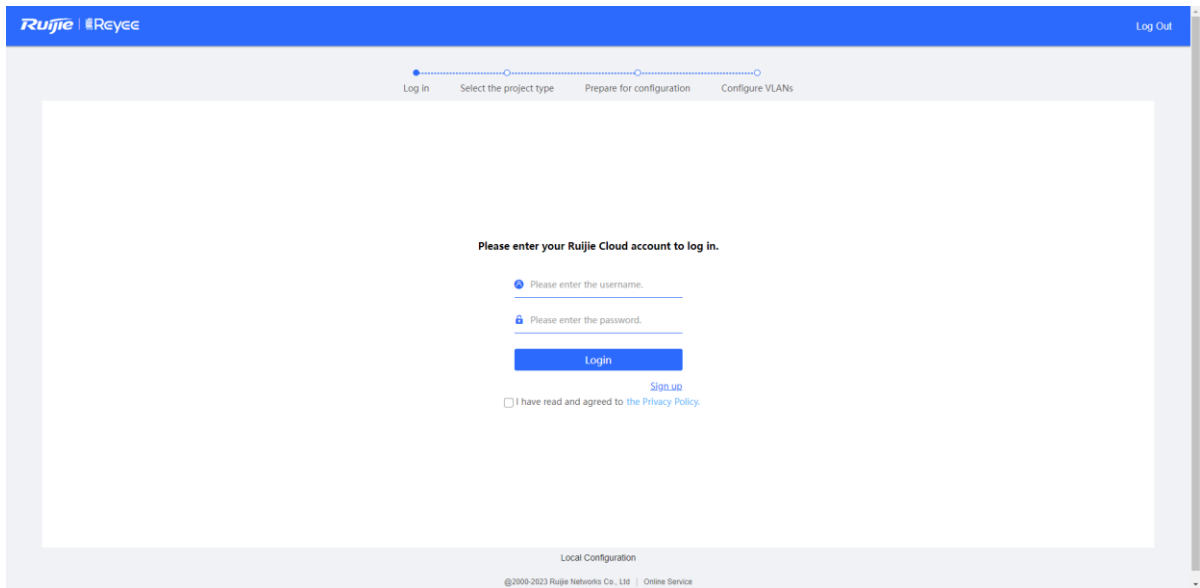 Ruijie | Reyee Log Out
Log in Select the project type Prepare for configuration Configure VLANs
Please enter your Ruijie Cloud account to log in.
Please enter the username.
Please enter the password.
Login
Sign up
I have read and agreed to the Privacy Policy.
Local Configuration
@2000-2023 Ruijie Networks Co., Ltd | Online Service